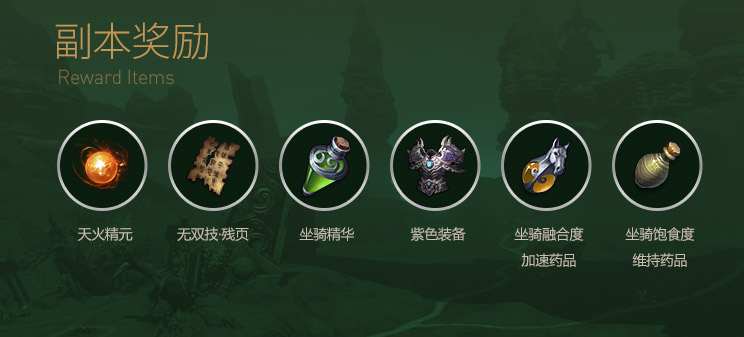 副本奖励
Reward Items
天火精元
无双技·残页
坐骑精华
紫色装备
坐骑融合度
加速药品
坐骑饱食度
维持药品